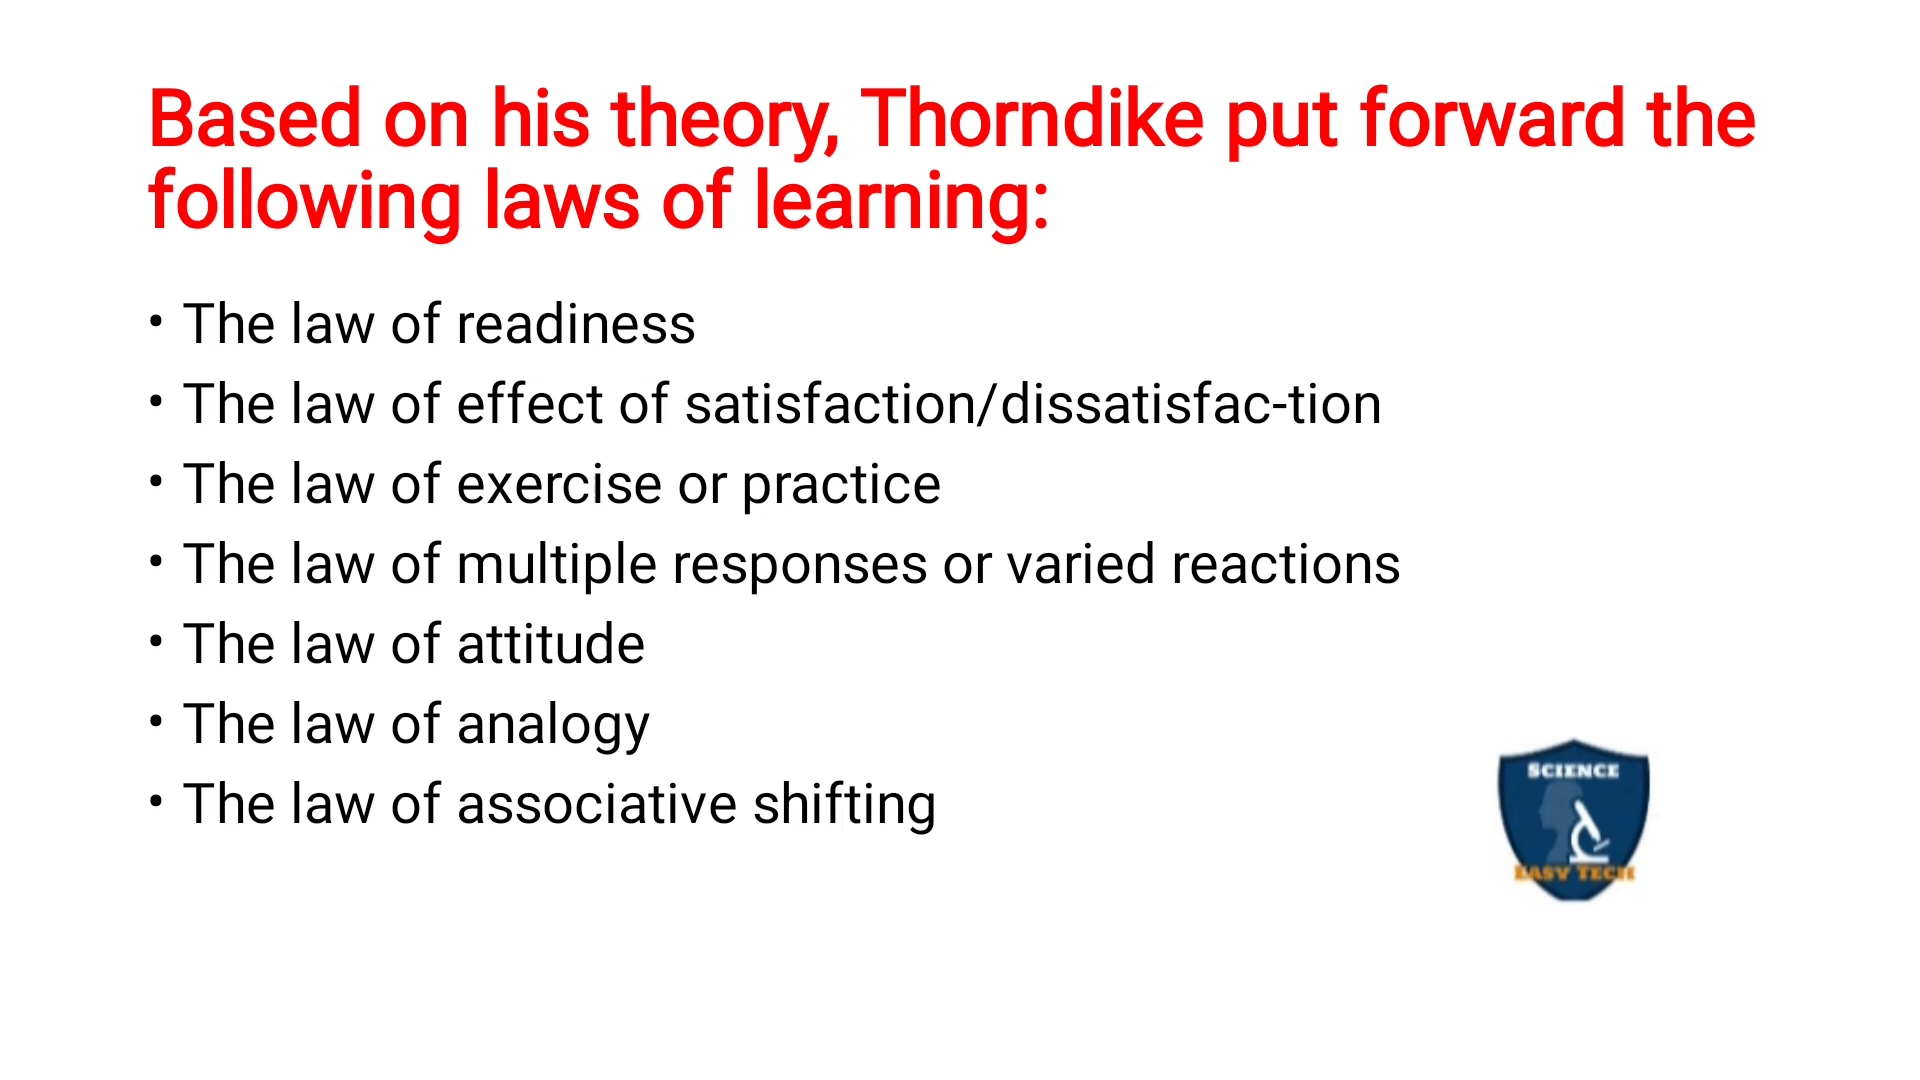 Based on his theory, Thorndike put forward the
following laws of learning:
• The law of readiness
• The law of effect of satisfaction/dissatisfac-tion
• The law of exercise or practice
• The law of multiple responses or varied reactions
• The law of attitude
• The law of analogy
• The law of associative shifting
SCIENCE
EASY TECH